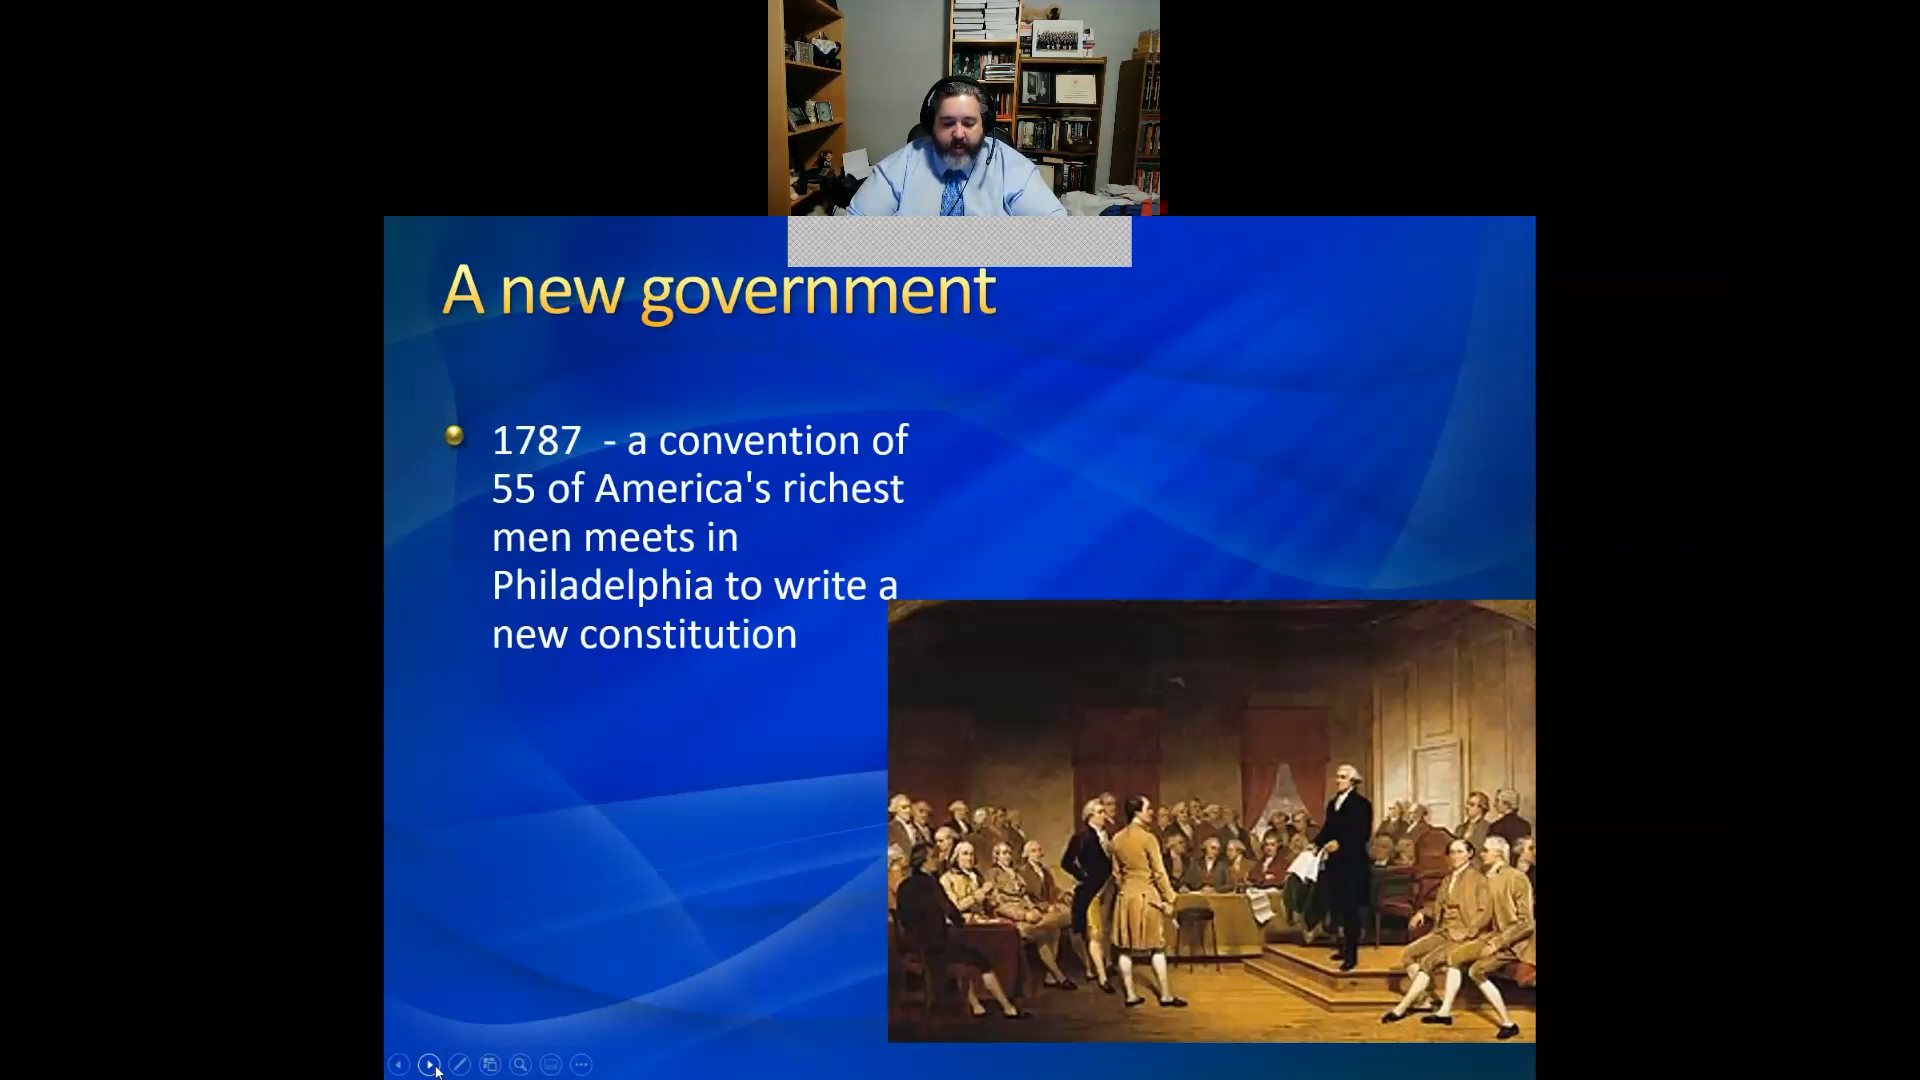 A new government
1787  - a convention of
55 of America's richest
men meets in
Philadelphia to write a
new constitution